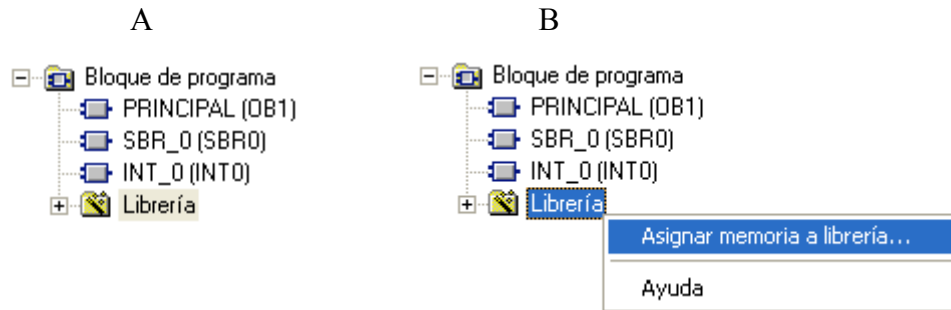 A
B
Bloque de programa
PRINCIPAL (OB1)
SBR_0 (SBR0)
INT_0 (INT0)
Librería
Bloque de programa
PRINCIPAL (OB1)
SBR_0 (SBR0)
INT_0 (INT0)
Librería
Asignar memoria a librería...
Ayuda